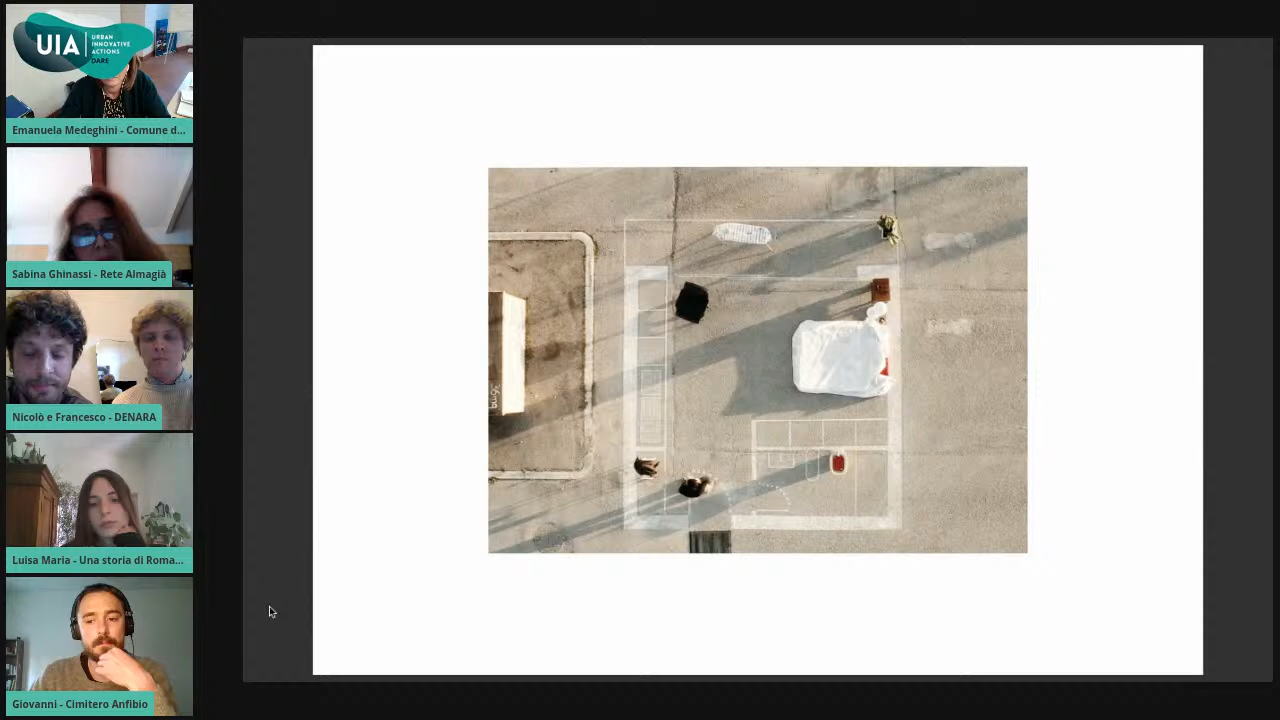 UIA
URBAN
INNOVATIVE
ACTIONS
DARE
Emanuela Medeghini - Comune d...
Sabina Ghinassi - Rete Almagià
Nicolò e Francesco - DENARA
Luisa Maria - Una storia di Roma...
Giovanni - Cimitero Anfibio